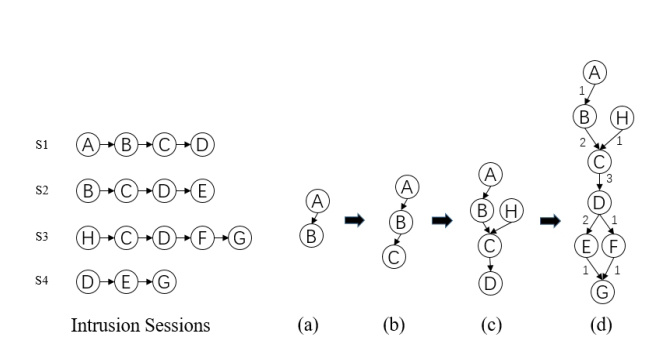 S1 A B C D
S2 B C D E
S3 H C D F G
S4 D E G
Intrusion Sessions
A
B
(a)
A
B
C
(b)
A
B H
C
D
(c)
A
1
B H
2 1
C
3
D
2 1
E F
1 1
G
(d)